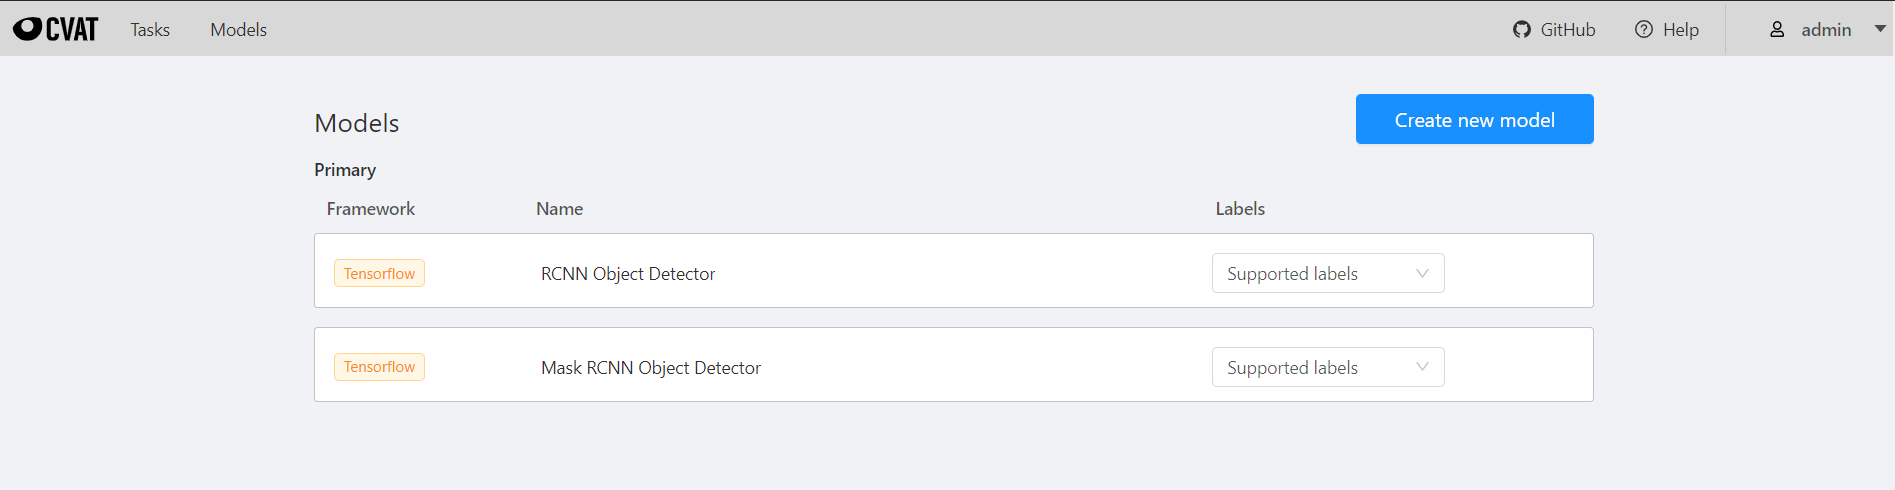 CVAT Tasks Models GitHub Help admin
Models Create new model
Primary
Framework Name Labels
Tensorflow RCNN Object Detector Supported labels
Tensorflow Mask RCNN Object Detector Supported labels